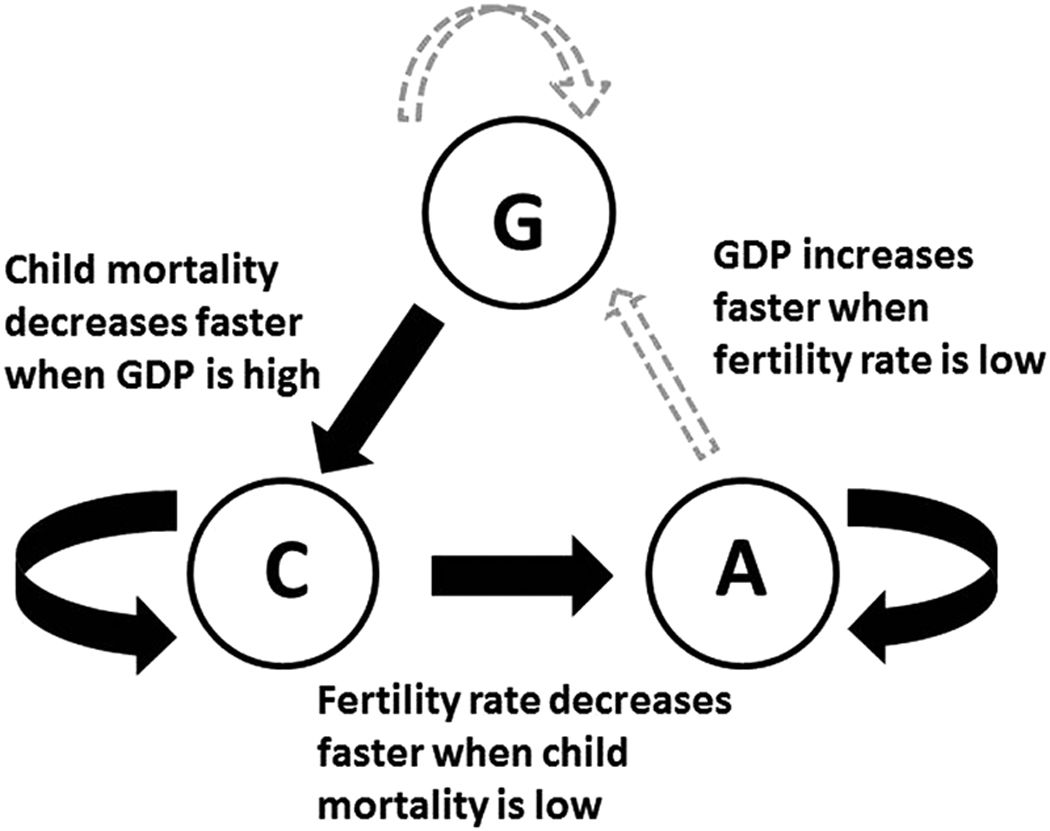 G
Child mortality
decreases faster
when GDP is high
GDP increases
faster when
fertility rate is low
C
A
Fertility rate decreases
faster when child
mortality is low